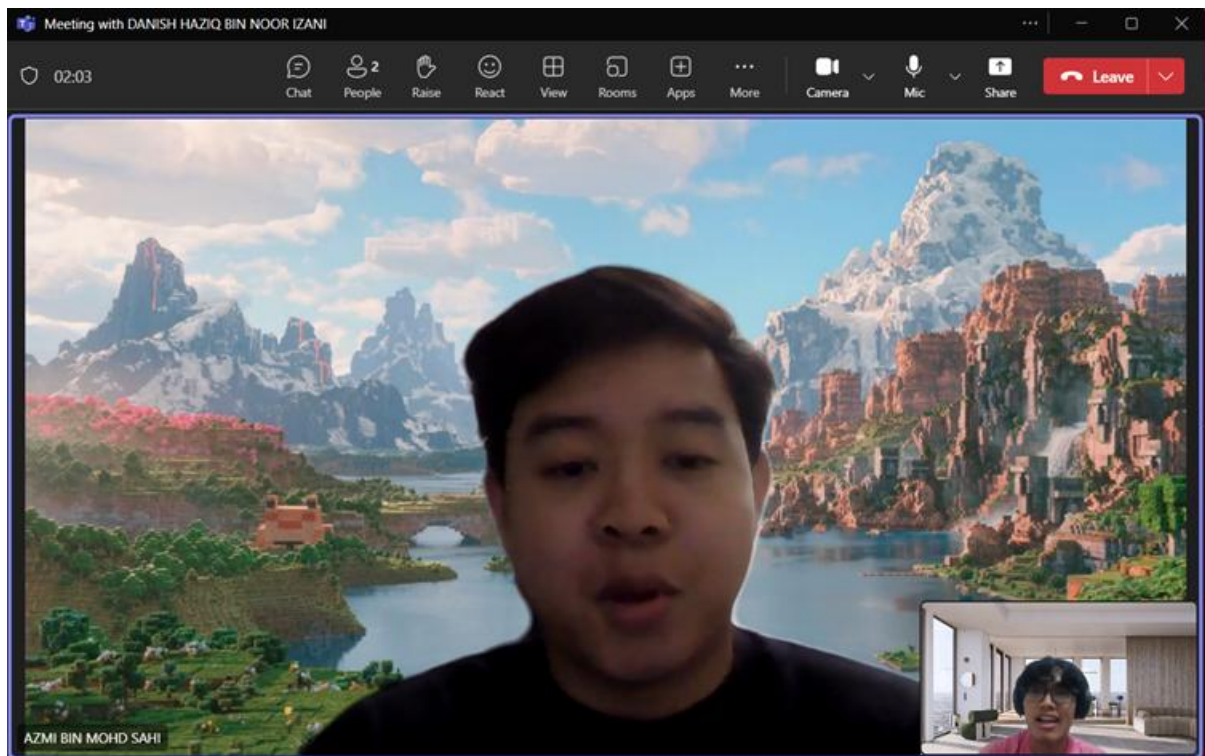 Meeting with DANISH HAZIQ BIN NOOR IZANI
02:03
Chat
People 2
Raise
React
View
Rooms
Apps
More
Camera
Mic
Share
Leave
AZMI BIN MOHD SAHI